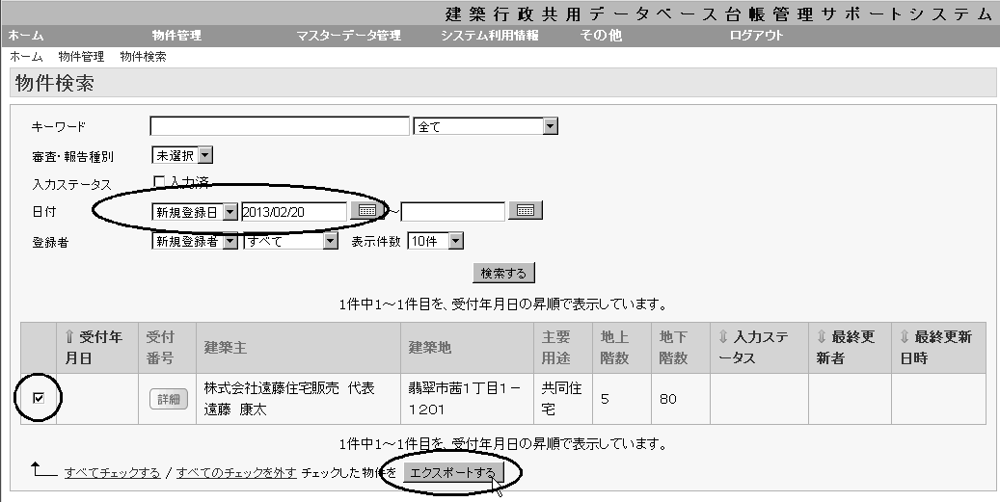 建築行政共用データベース台帳管理サポートシステム
ホーム 物件管理 マスターデータ管理 システム利用情報 その他 ログアウト
ホーム 物件管理 物件検索
物件検索
キーワード 全て
審査・報告種別 未選択
入力ステータス 入力済
日付 新規登録日 2013/02/20 ～
登録者 新規登録者 すべて 表示件数 10件
検索する
1件中1～1件目を、受付年月日の昇順で表示しています。
⇑ 受付年 受付 建築主 建築地 主要 地上 地下 ⇕ 入力ステ ⇕ 最終更 ⇕ 最終更新
月日 番号 用途 階数 階数 ータス 新者 日時
詳細 株式会社遠藤住宅販売 代表 翡翠市茜1丁目1－ 共同住 5 80
遠藤 康太 1201 宅
1件中1～1件目を、受付年月日の昇順で表示しています。
すべてチェックする / すべてのチェックを外す チェックした物件を エクスポートする